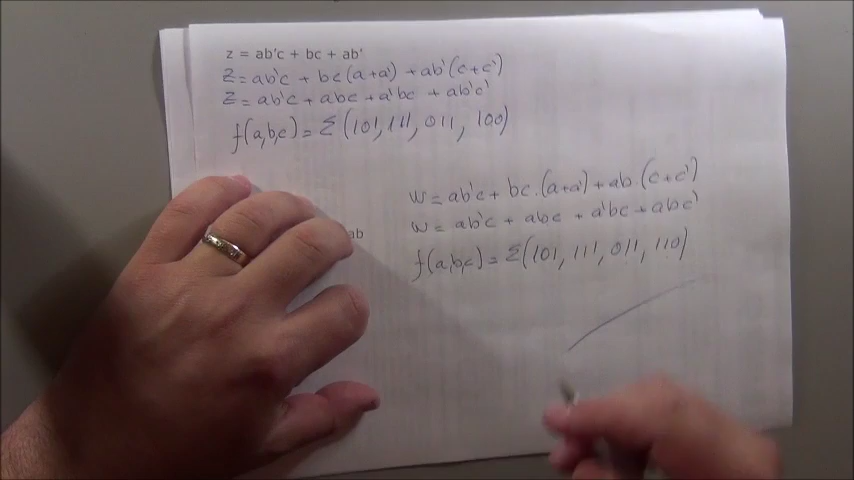 z = ab'c + bc + ab'
Z = ab'c + bc(a+a') + ab'(c+c')
Z = ab'c + abc + a'bc + ab'c'
f(a,b,c) = Σ(101, 111, 011, 100)
w = ab'c + bc.(a+a') + ab.(c+c')
w = ab'c + abc + a'bc + abc'
ab
f(a,b,c) = Σ(101, 111, 011, 110)